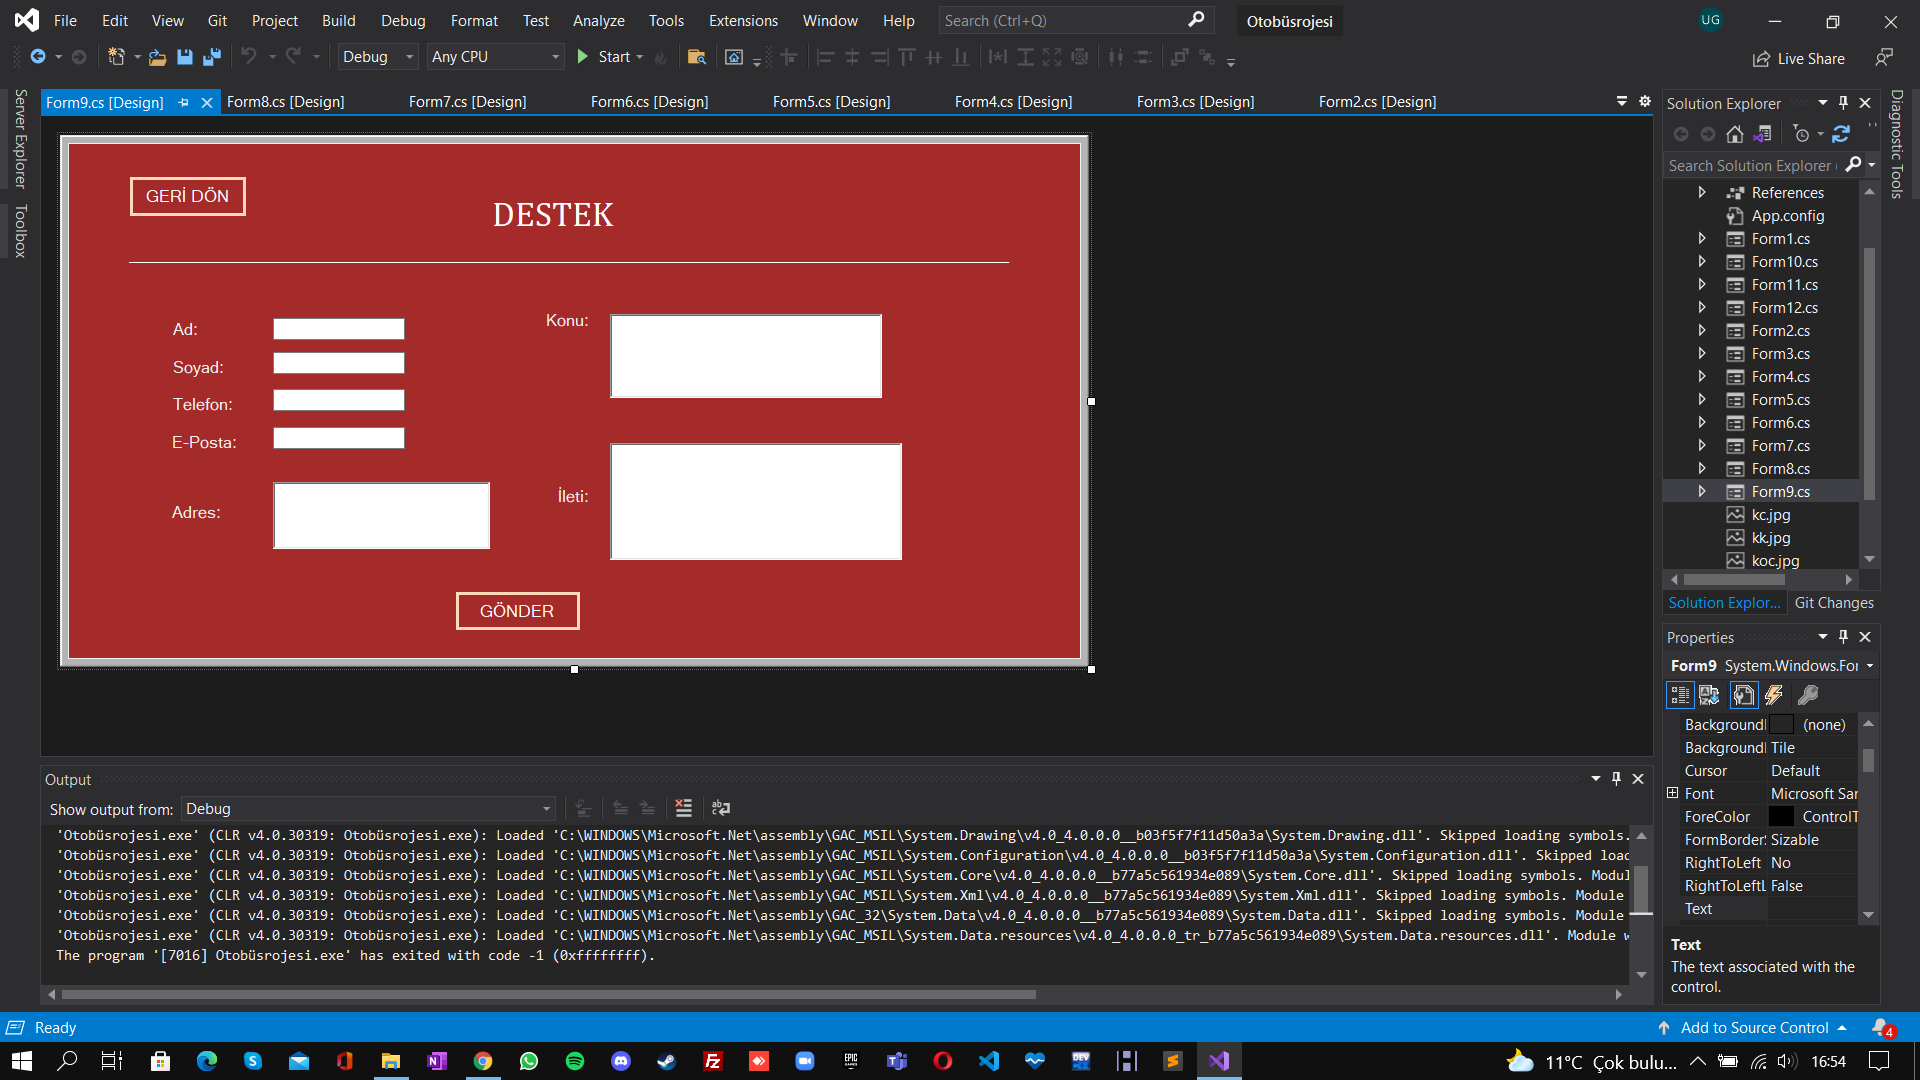 File Edit View Git Project Build Debug Format Test Analyze Tools Extensions Window Help Search (Ctrl+Q) Otobüsrojesi UG
Debug Any CPU Start Live Share
Server Explorer
Toolbox
Form9.cs [Design] Form8.cs [Design] Form7.cs [Design] Form6.cs [Design] Form5.cs [Design] Form4.cs [Design] Form3.cs [Design] Form2.cs [Design]
GERİ DÖN
DESTEK
Ad:
Soyad:
Telefon:
E-Posta:
Adres:
Konu:
İleti:
GÖNDER
Solution Explorer
Search Solution Explorer (
References
App.config
Form1.cs
Form10.cs
Form11.cs
Form12.cs
Form2.cs
Form3.cs
Form4.cs
Form5.cs
Form6.cs
Form7.cs
Form8.cs
Form9.cs
kc.jpg
kk.jpg
koc.jpg
Solution Explor... Git Changes
Diagnostic Tools
Properties
Form9 System.Windows.For
Background (none)
Background Tile
Cursor Default
Font Microsoft San
ForeColor ControlT
FormBorder: Sizable
RightToLeft No
RightToLeftL False
Text
Text
The text associated with the
control.
Output
Show output from: Debug
'Otobüsrojesi.exe' (CLR v4.0.30319: Otobüsrojesi.exe): Loaded 'C:\WINDOWS\Microsoft.Net\assembly\GAC_MSIL\System.Drawing\v4.0_4.0.0.0__b03f5f7f11d50a3a\System.Drawing.dll'. Skipped loading symbols.
'Otobüsrojesi.exe' (CLR v4.0.30319: Otobüsrojesi.exe): Loaded 'C:\WINDOWS\Microsoft.Net\assembly\GAC_MSIL\System.Configuration\v4.0_4.0.0.0__b03f5f7f11d50a3a\System.Configuration.dll'. Skipped load
'Otobüsrojesi.exe' (CLR v4.0.30319: Otobüsrojesi.exe): Loaded 'C:\WINDOWS\Microsoft.Net\assembly\GAC_MSIL\System.Core\v4.0_4.0.0.0__b77a5c561934e089\System.Core.dll'. Skipped loading symbols. Modul
'Otobüsrojesi.exe' (CLR v4.0.30319: Otobüsrojesi.exe): Loaded 'C:\WINDOWS\Microsoft.Net\assembly\GAC_MSIL\System.Xml\v4.0_4.0.0.0__b77a5c561934e089\System.Xml.dll'. Skipped loading symbols. Module
'Otobüsrojesi.exe' (CLR v4.0.30319: Otobüsrojesi.exe): Loaded 'C:\WINDOWS\Microsoft.Net\assembly\GAC_32\System.Data\v4.0_4.0.0.0__b77a5c561934e089\System.Data.dll'. Skipped loading symbols. Module
'Otobüsrojesi.exe' (CLR v4.0.30319: Otobüsrojesi.exe): Loaded 'C:\WINDOWS\Microsoft.Net\assembly\GAC_MSIL\System.Data.resources\v4.0_4.0.0.0_tr_b77a5c561934e089\System.Data.resources.dll'. Module w
The program '[7016] Otobüsrojesi.exe' has exited with code -1 (0xffffffff).
Ready Add to Source Control 4
11°C Çok bulu... 16:54